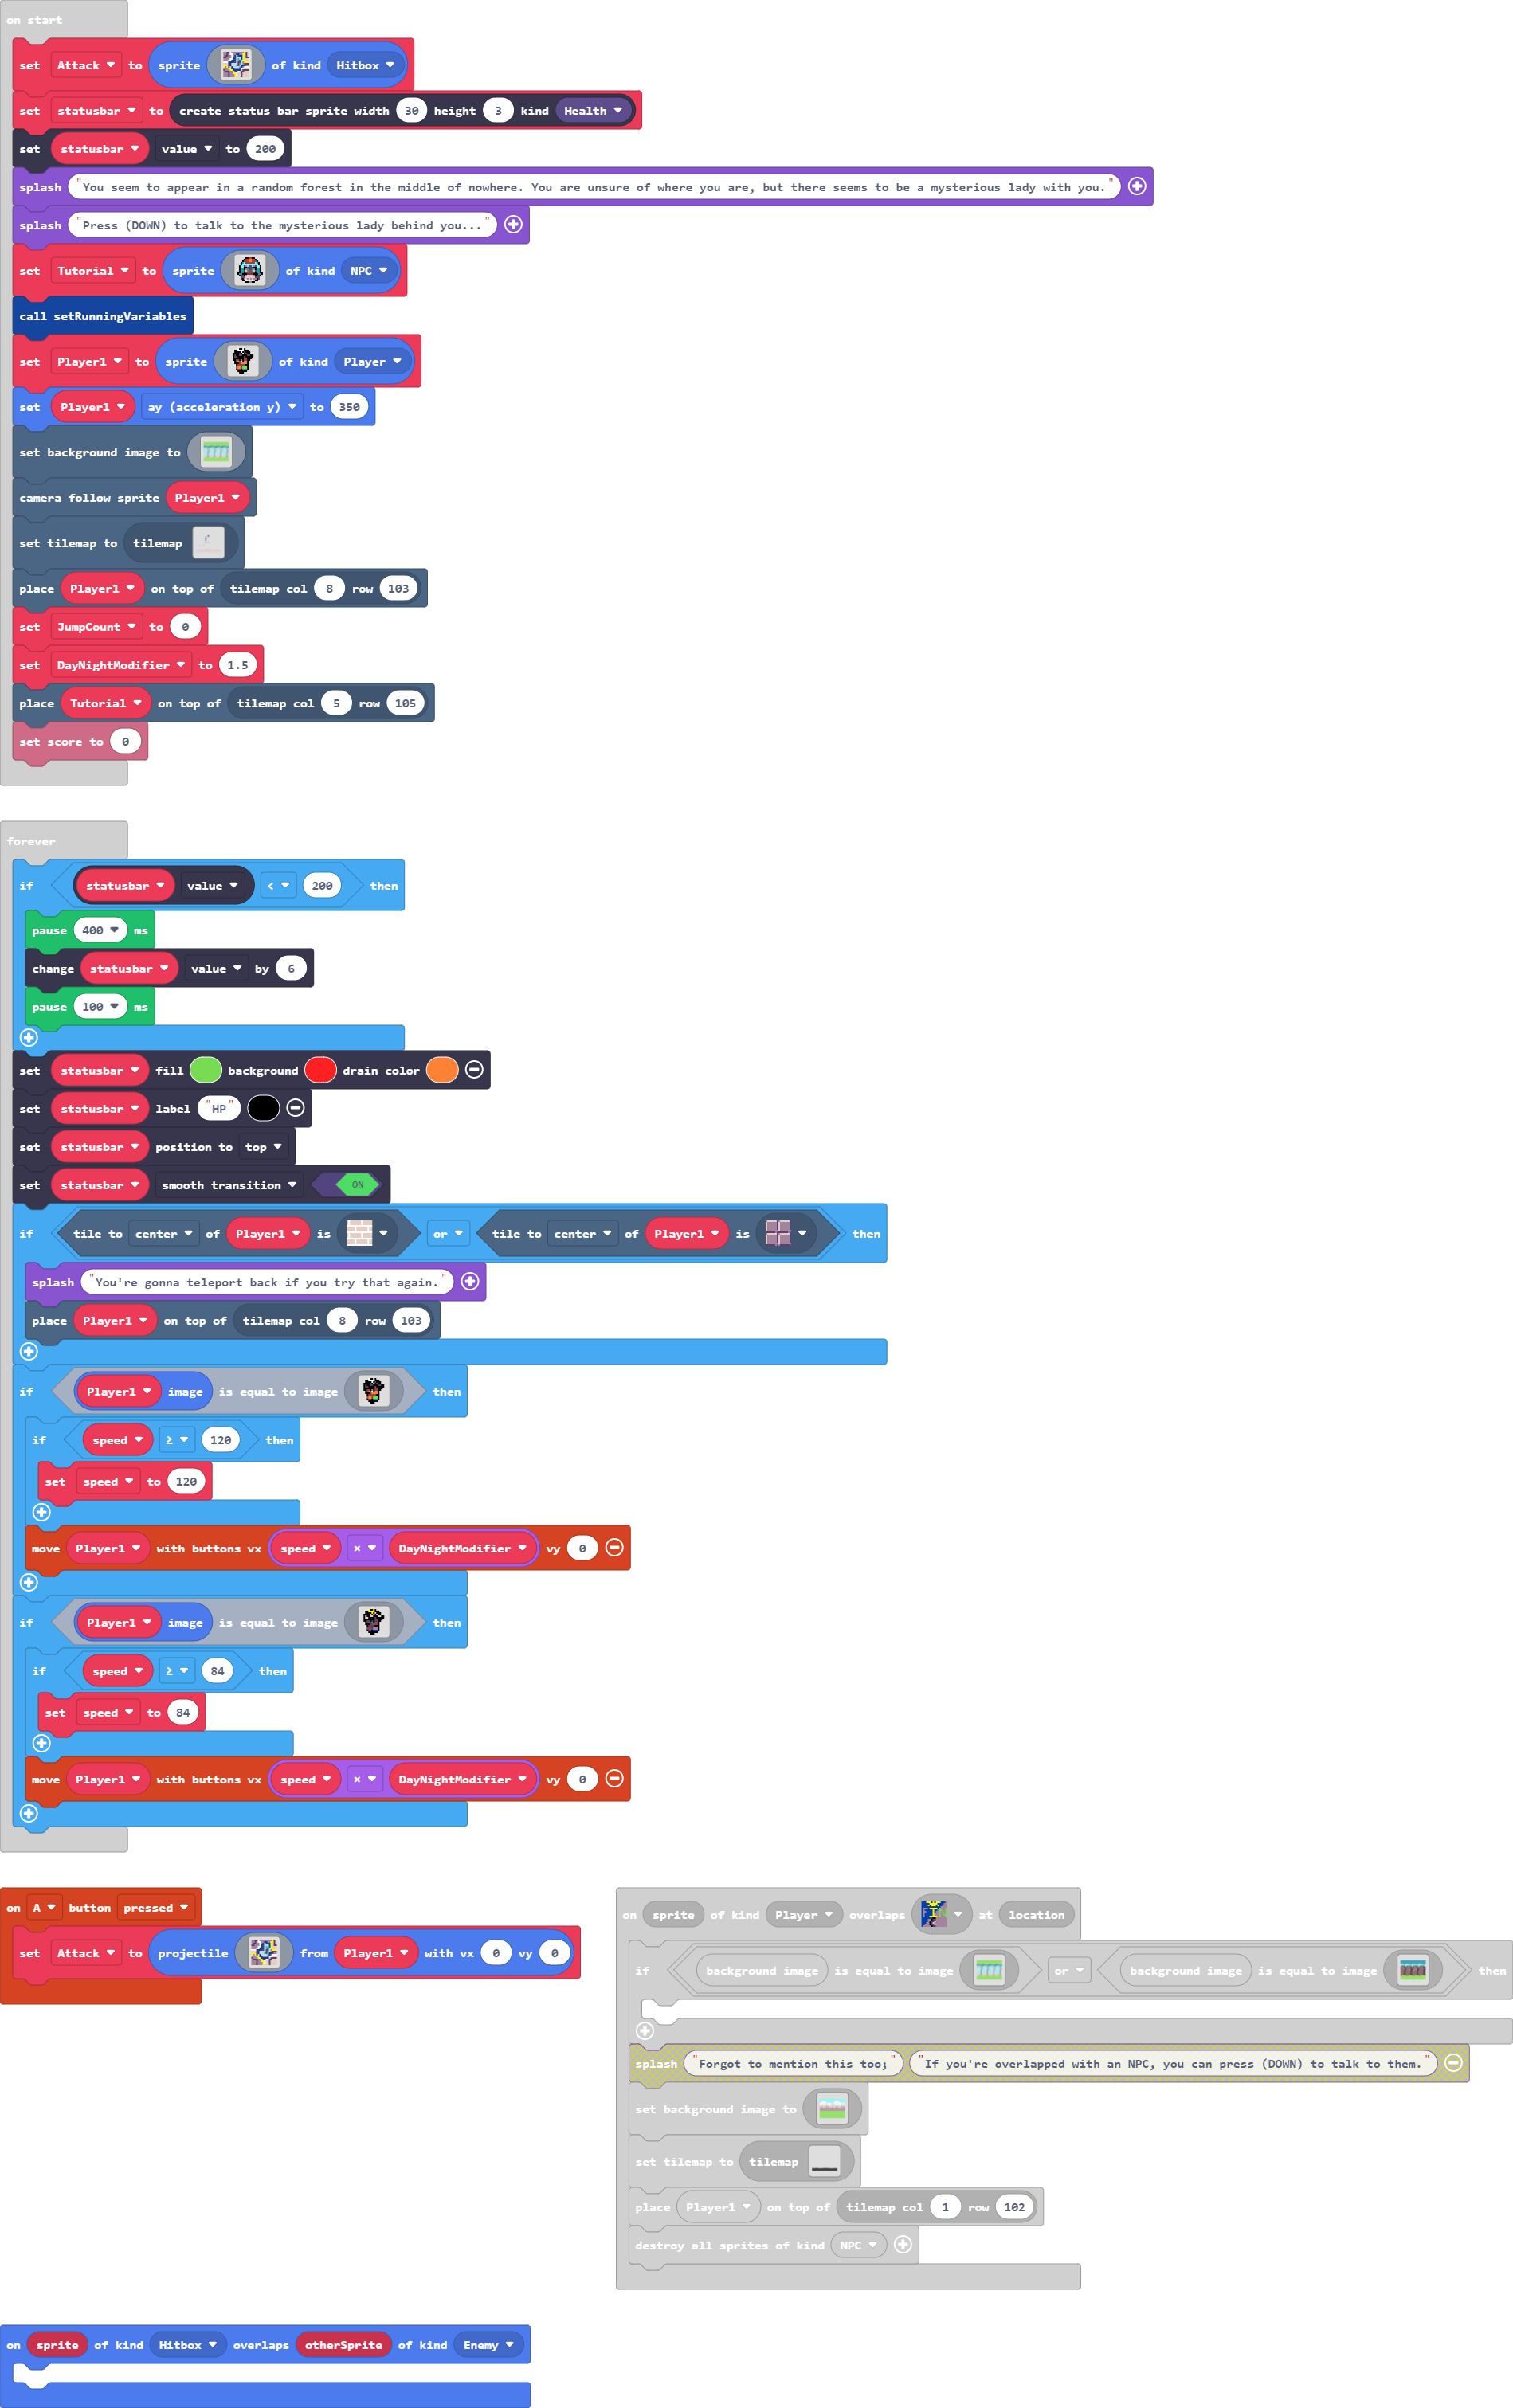 on start
set Attack to sprite of kind Hitbox
set statusbar to create status bar sprite width 30 height 3 kind Health
set statusbar value to 200
splash "You seem to appear in a random forest in the middle of nowhere. You are unsure of where you are, but there seems to be a mysterious lady with you."
splash "Press (DOWN) to talk to the mysterious lady behind you..."
set Tutorial to sprite of kind NPC
call setRunningVariables
set Player1 to sprite of kind Player
set Player1 ay (acceleration y) to 350
set background image to
camera follow sprite Player1
set tilemap to tilemap
place Player1 on top of tilemap col 8 row 103
set JumpCount to 0
set DayNightModifier to 1.5
place Tutorial on top of tilemap col 5 row 105
set score to 0
forever
if statusbar value < 200 then
pause 400 ms
change statusbar value by 6
pause 100 ms
set statusbar fill background drain color
set statusbar label "HP"
set statusbar position to top
set statusbar smooth transition ON
if tile to center of Player1 is or tile to center of Player1 is then
splash "You're gonna teleport back if you try that again."
place Player1 on top of tilemap col 8 row 103
if Player1 image is equal to image then
if speed ≥ 120 then
set speed to 120
move Player1 with buttons vx speed × DayNightModifier vy 0
if Player1 image is equal to image then
if speed ≥ 84 then
set speed to 84
move Player1 with buttons vx speed × DayNightModifier vy 0
on A button pressed
set Attack to projectile from Player1 with vx 0 vy 0
on sprite of kind Player overlaps FIN at location
if background image is equal to image or background image is equal to image then
splash "Forgot to mention this too;" "If you're overlapped with an NPC, you can press (DOWN) to talk to them."
set background image to
set tilemap to tilemap
place Player1 on top of tilemap col 1 row 102
destroy all sprites of kind NPC
on sprite of kind Hitbox overlaps otherSprite of kind Enemy